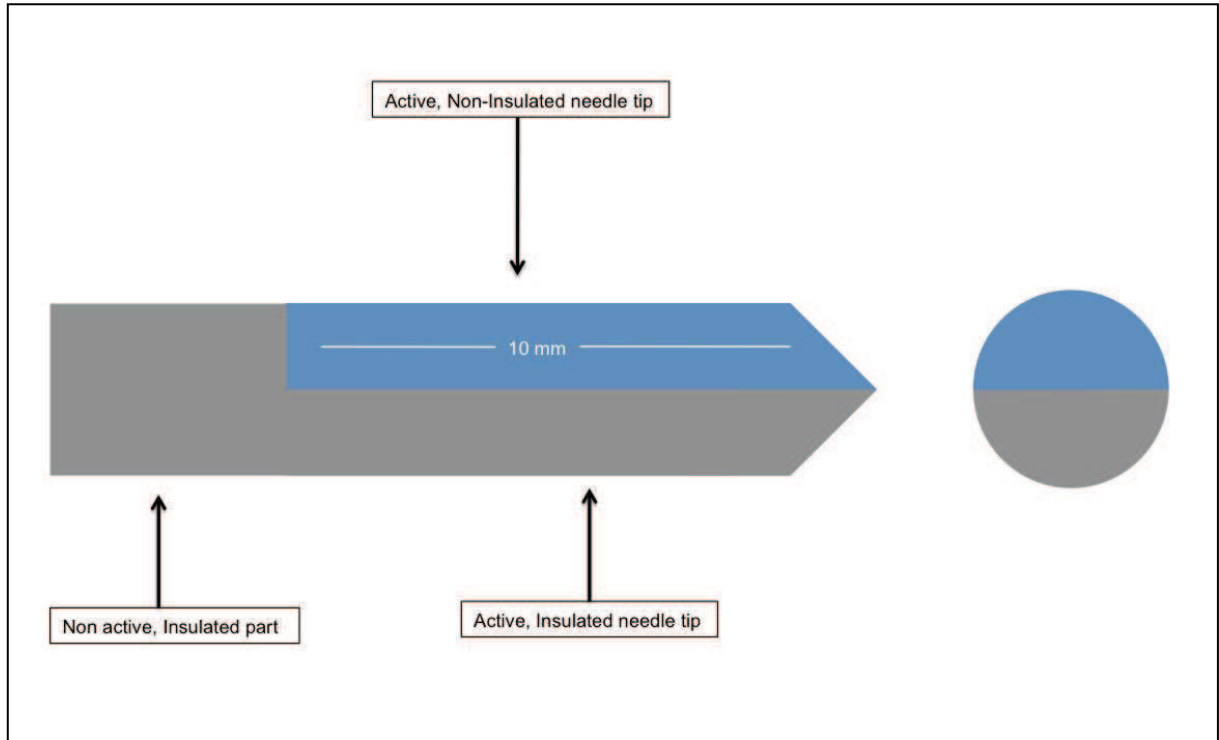 Active, Non-Insulated needle tip
10 mm
Non active, Insulated part
Active, Insulated needle tip